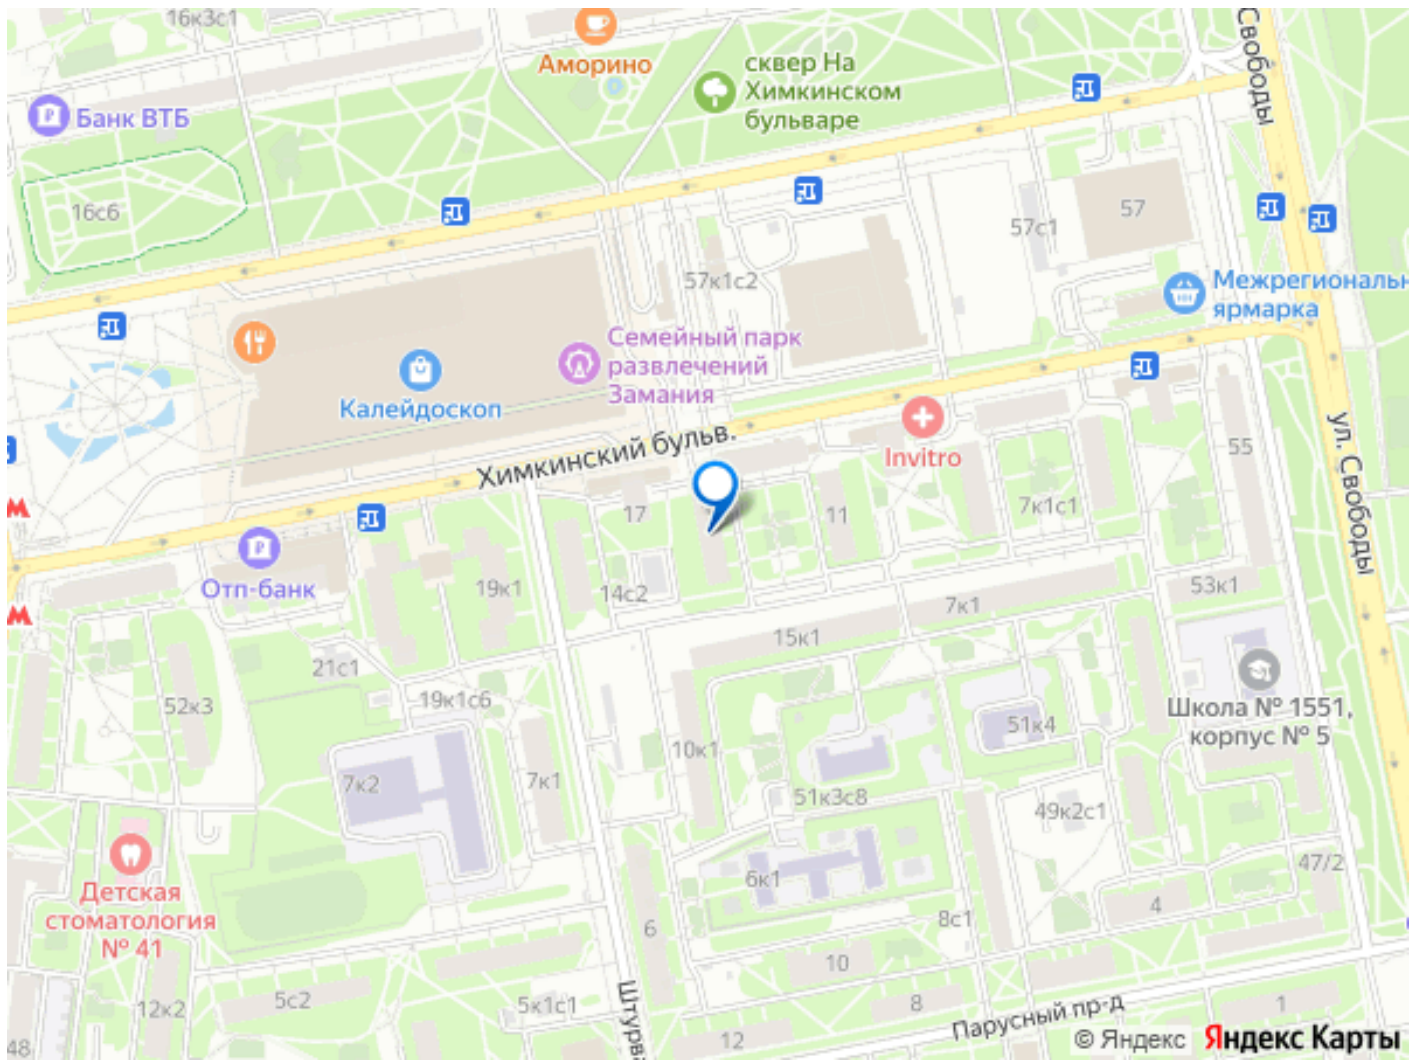 16к3с1
Аморино
сквер На
Химкинском
бульваре
Свободы
Банк ВТБ
16с6
57
57с1
57к1с2
Межрегиональн
ярмарка
Семейный парк
развлечений
Замания
Калейдоскоп
Химкинский бульв.
Invitro
55
ул. Свободы
17
11
7к1с1
Отп-банк
19к1
14с2
7к1
53к1
15к1
21с1
19к1с6
52к3
Школа № 1551,
корпус № 5
51к4
10к1
7к2
7к1
51к3с8
49к2с1
Детская
стоматология
№ 41
6к1
47/2
4
6
8с1
10
5с2
12к2
5к1с1
8
1
Штурва
12
Парусный пр-д
48
© Яндекс Яндекс Карты